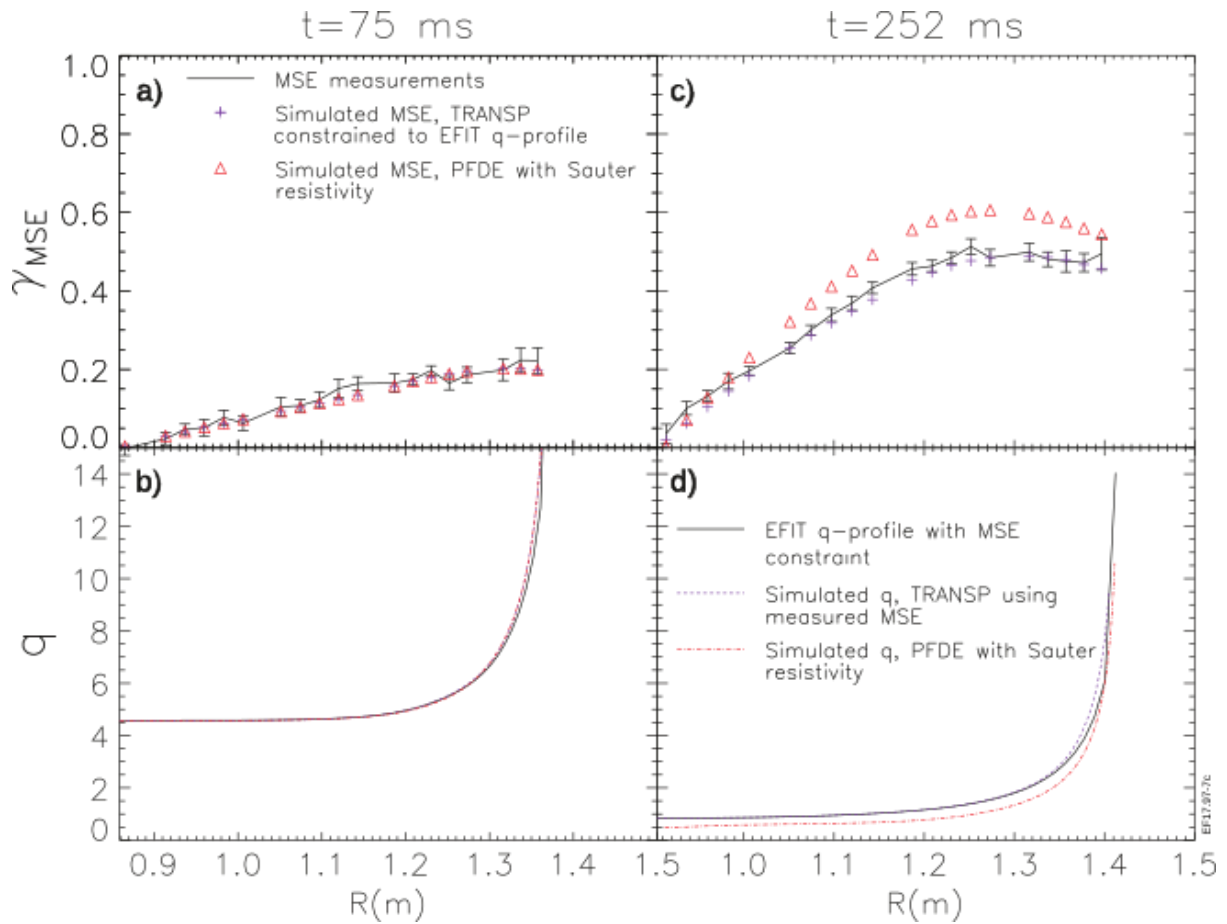 t=75 ms
t=252 ms
a)
MSE measurements
Simulated MSE, TRANSP
constrained to EFIT q-profile
Simulated MSE, PFDE with Sauter
resistivity
c)
1.0
0.8
0.6
0.4
0.2
0.0
γMSE
b)
d)
EFIT q-profile with MSE
constraint
Simulated q, TRANSP using
measured MSE
Simulated q, PFDE with Sauter
resistivity
14
12
10
8
6
4
2
0
q
0.9 1.0 1.1 1.2 1.3 1.4 1.5
1.0 1.1 1.2 1.3 1.4 1.5
R(m)
R(m)
EF17.97-7c